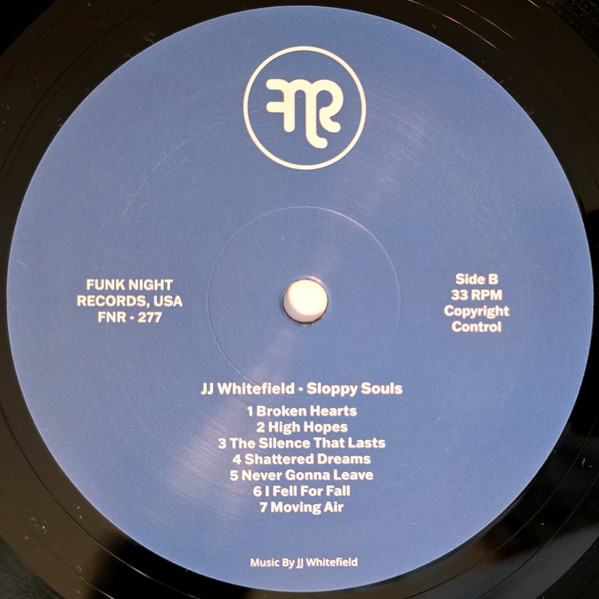 FNR
FUNK NIGHT
RECORDS, USA
FNR - 277
Side B
33 RPM
Copyright
Control
JJ Whitefield - Sloppy Souls
1 Broken Hearts
2 High Hopes
3 The Silence That Lasts
4 Shattered Dreams
5 Never Gonna Leave
6 I Fell For Fall
7 Moving Air
Music By JJ Whitefield